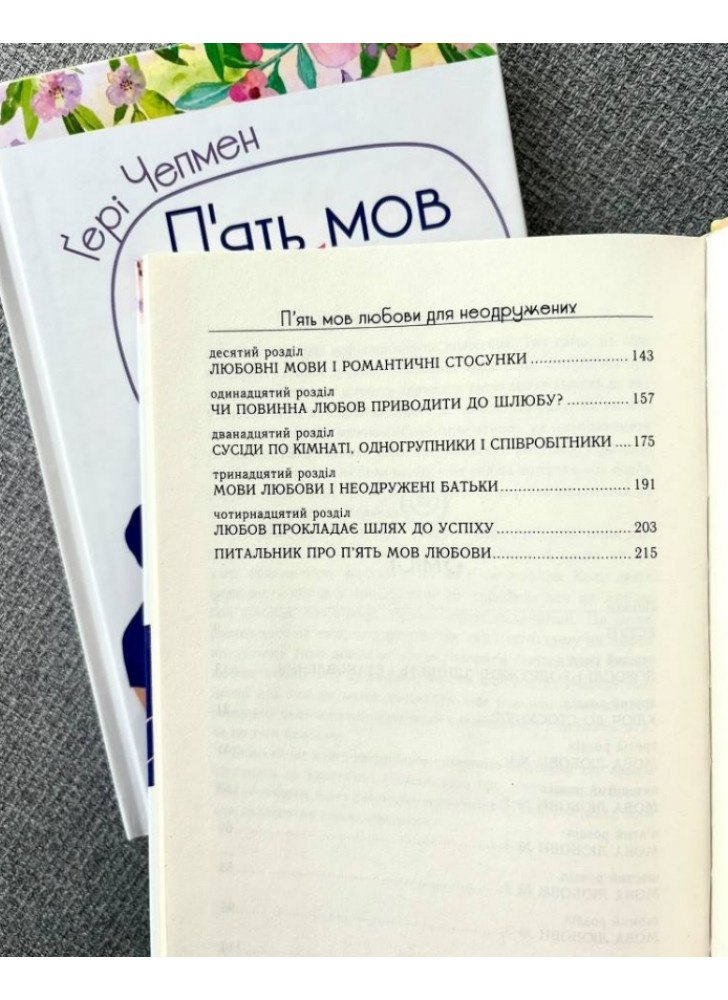 Ґері Чепмен
П'ять мов
П'ять мов любови для неодружених
десятий розділ
ЛЮБОВНІ МОВИ І РОМАНТИЧНІ СТОСУНКИ ........................ 143
одинадцятий розділ
ЧИ ПОВИННА ЛЮБОВ ПРИВОДИТИ ДО ШЛЮБУ? ............... 157
дванадцятий розділ
СУСІДИ ПО КІМНАТІ, ОДНОГРУПНИКИ І СПІВРОБІТНИКИ ....175
тринадцятий розділ
МОВИ ЛЮБОВИ І НЕОДРУЖЕНІ БАТЬКИ ................................ 191
чотирнадцятий розділ
ЛЮБОВ ПРОКЛАДАЄ ШЛЯХ ДО УСПІХУ ................................. 203
ПИТАЛЬНИК ПРО П'ЯТЬ МОВ ЛЮБОВИ.................................. 215